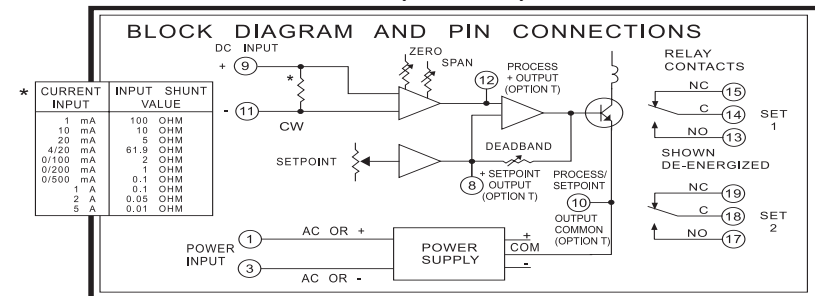 BLOCK DIAGRAM AND PIN CONNECTIONS
DC INPUT
+ 9
*
- 11
CW
ZERO
SPAN
12
PROCESS
+ OUTPUT
(OPTION T)
RELAY
CONTACTS
NC 15
C 14
NO 13
SET
1
SHOWN
DE-ENERGIZED
NC 19
C 18
NO 17
SET
2
* CURRENT INPUT INPUT SHUNT VALUE
1 mA 100 OHM
10 mA 10 OHM
20 mA 5 OHM
4/20 mA 61.9 OHM
0/100 mA 2 OHM
0/200 mA 1 OHM
0/500 mA 0.1 OHM
1 A 0.1 OHM
2 A 0.05 OHM
5 A 0.01 OHM
SETPOINT
DEADBAND
8
+ SETPOINT
OUTPUT
(OPTION T)
PROCESS/
SETPOINT
10
OUTPUT
COMMON
(OPTION T)
POWER
INPUT
1 AC OR +
3 AC OR -
POWER
SUPPLY
+
COM
-